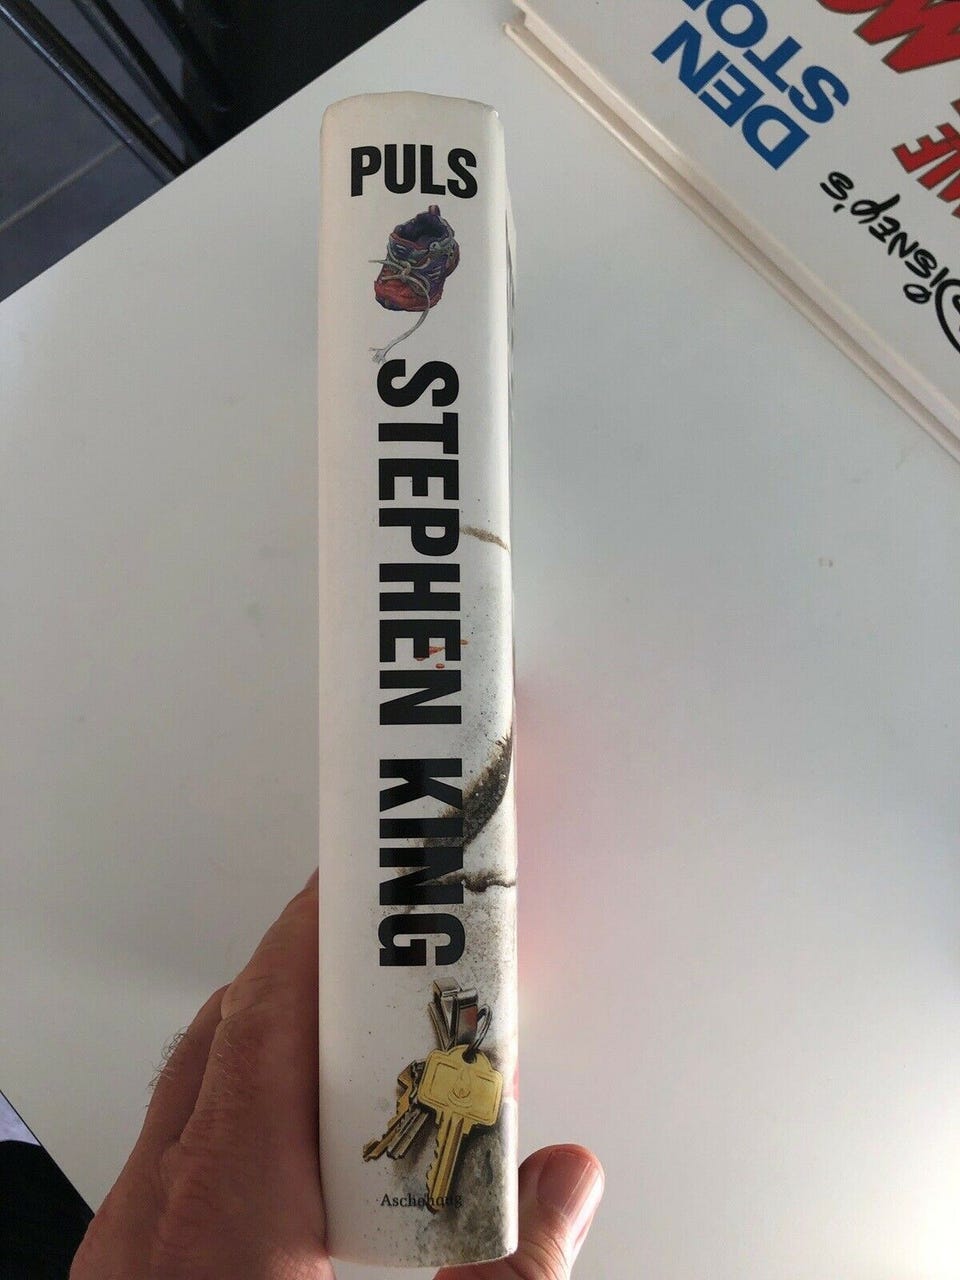 PULS
STEPHEN KING
Aschehoug
DEN
STO
Disney's